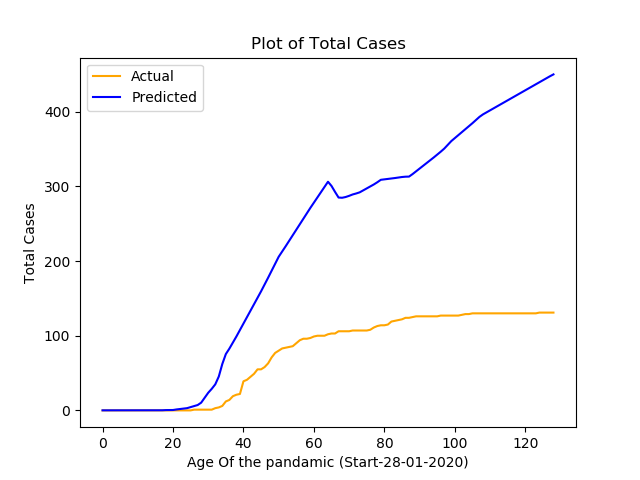 Plot of Total Cases
Actual
Predicted
400
300
200
100
0
Total Cases
0 20 40 60 80 100 120
Age Of the pandamic (Start-28-01-2020)